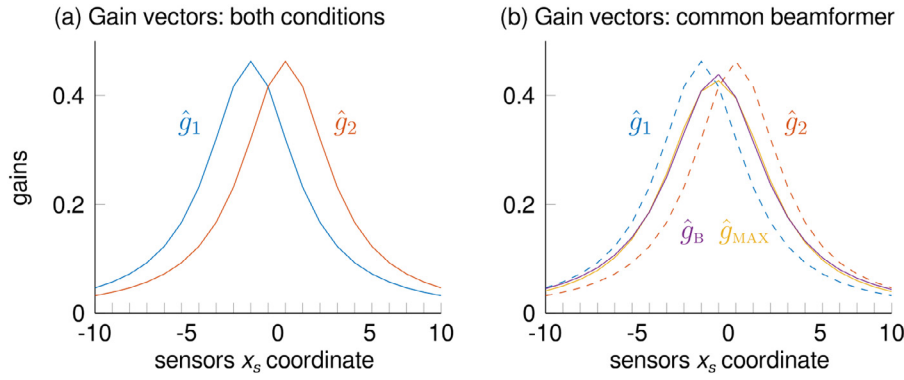 (a) Gain vectors: both conditions
0.4
0.2
0
gains
ĝ₁
ĝ₂
-10 -5 0 5 10
sensors xₛ coordinate
(b) Gain vectors: common beamformer
0.4
0.2
0
ĝ₁
ĝ₂
ĝ_B ĝ_MAX
-10 -5 0 5 10
sensors xₛ coordinate